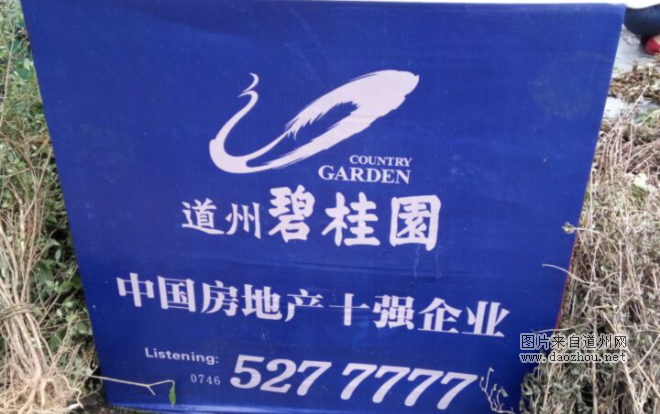 COUNTRY
GARDEN
道州碧桂園
中国房地产十强企业
Listening: 0746 527 7777
图片来自道州网
www.daozhou.net